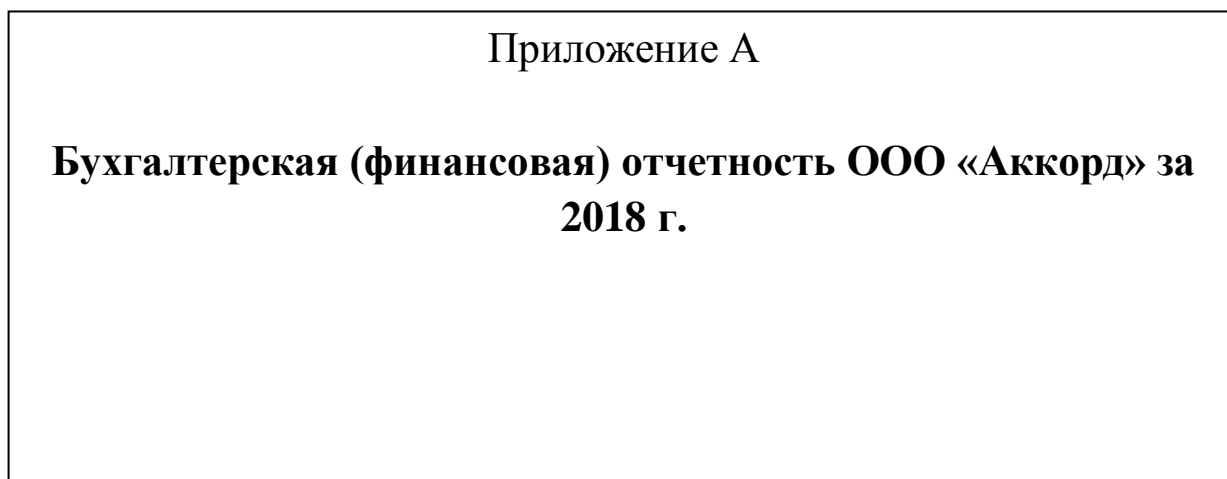 Приложение А
Бухгалтерская (финансовая) отчетность ООО «Аккорд» за
2018 г.